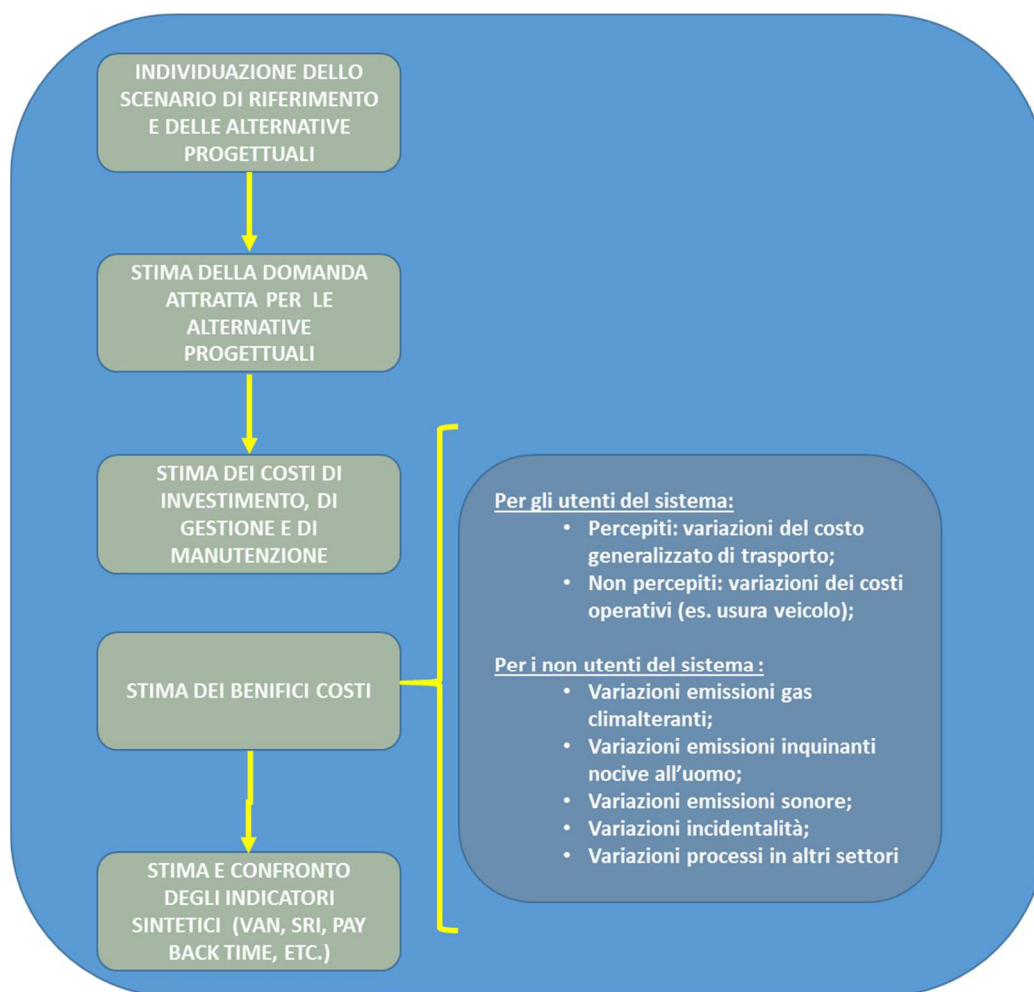 INDIVIDUAZIONE DELLO
SCENARIO DI RIFERIMENTO
E DELLE ALTERNATIVE
PROGETTUALI
STIMA DELLA DOMANDA
ATTRATTA PER LE
ALTERNATIVE
PROGETTUALI
STIMA DEI COSTI DI
INVESTIMENTO, DI
GESTIONE E DI
MANUTENZIONE
STIMA DEI BENIFICI COSTI
STIMA E CONFRONTO
DEGLI INDICATORI
SINTETICI (VAN, SRI, PAY
BACK TIME, ETC.)
Per gli utenti del sistema:
• Percepiti: variazioni del costo
generalizzato di trasporto;
• Non percepiti: variazioni dei costi
operativi (es. usura veicolo);
Per i non utenti del sistema :
• Variazioni emissioni gas
climalteranti;
• Variazioni emissioni inquinanti
nocive all'uomo;
• Variazioni emissioni sonore;
• Variazioni incidentalità;
• Variazioni processi in altri settori